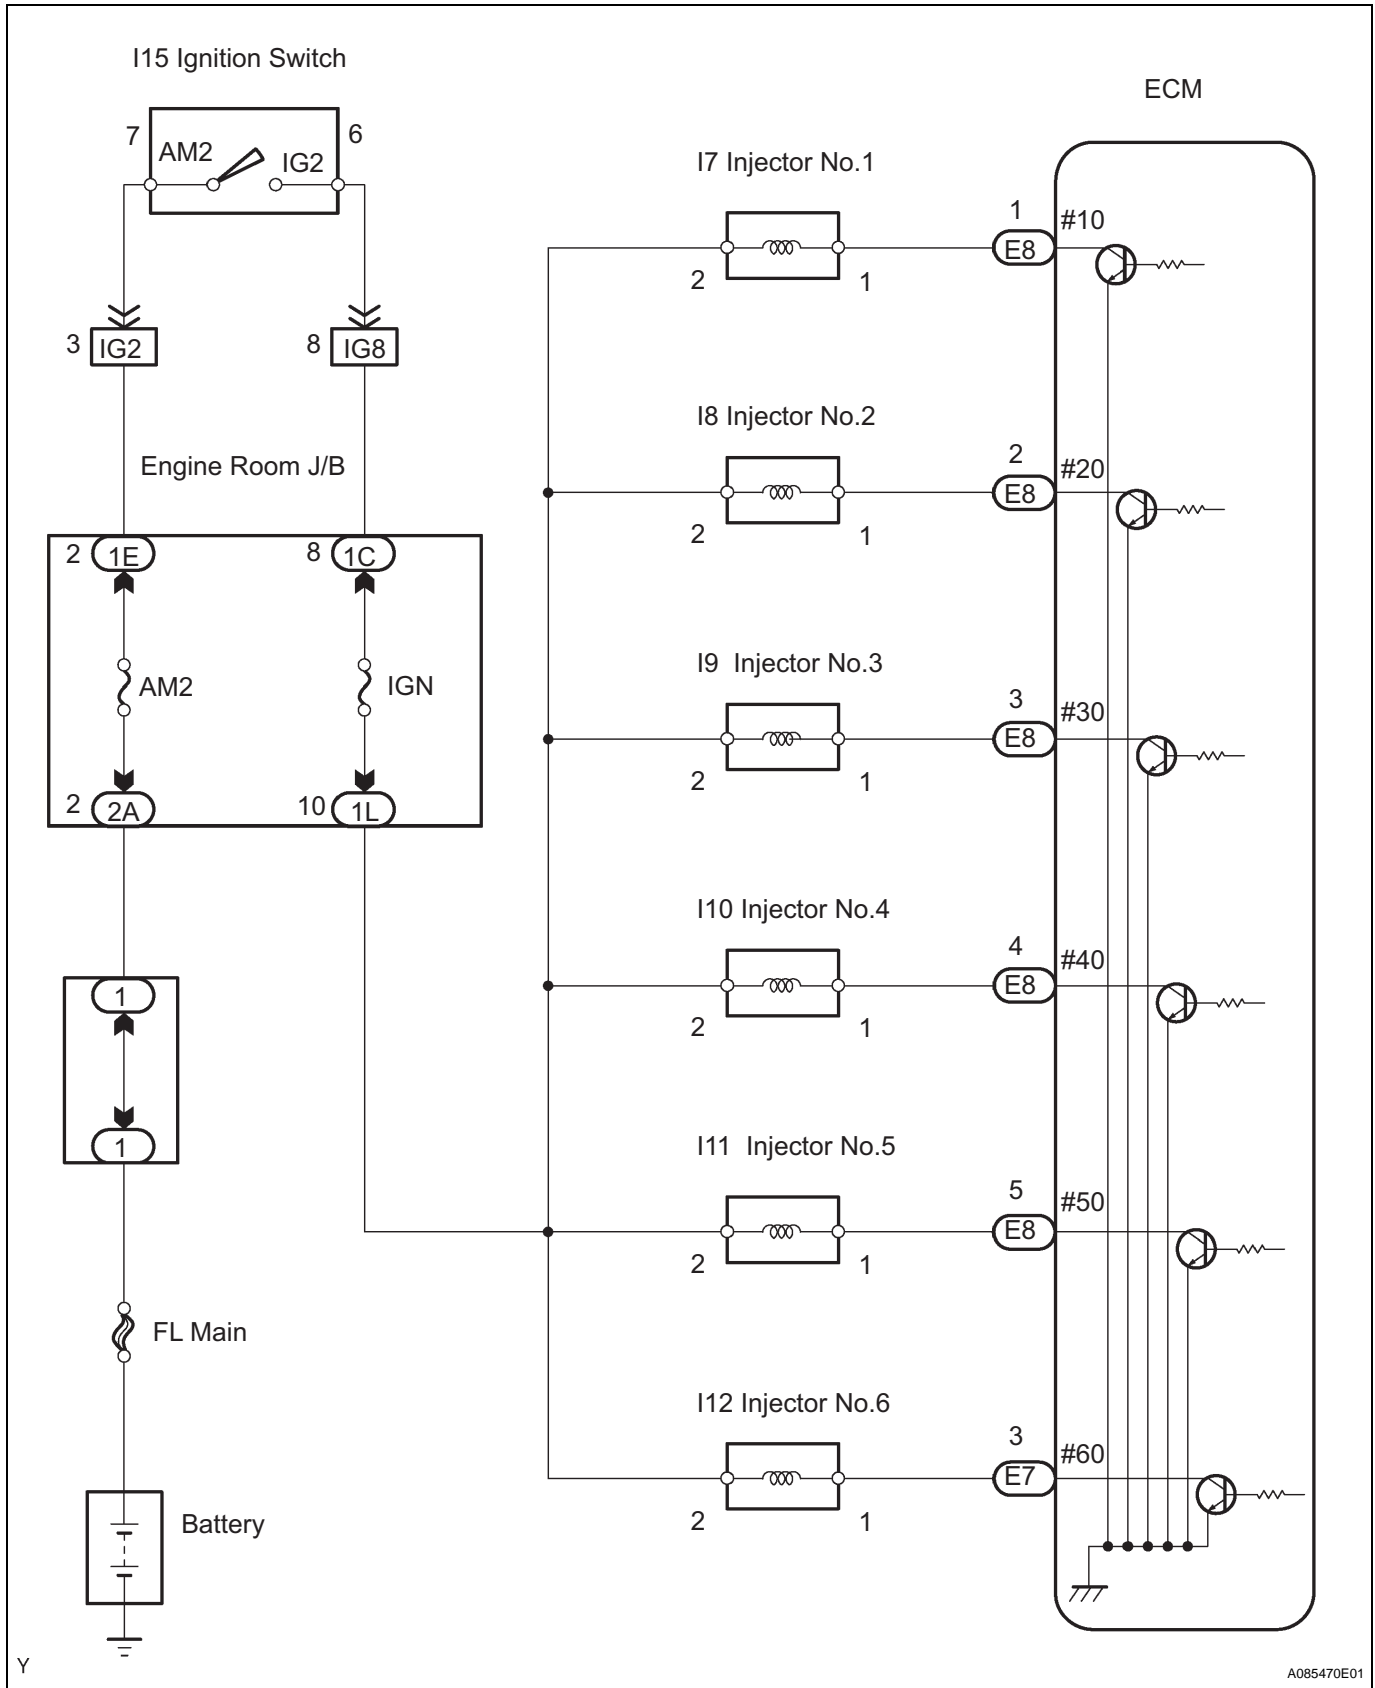 I15 Ignition Switch
ECM
7
AM2
IG2
6
I7 Injector No.1
1
E8
#10
2
1
3
IG2
8
IG8
I8 Injector No.2
2
E8
#20
2
1
Engine Room J/B
2
1E
8
1C
AM2
IGN
I9 Injector No.3
3
E8
#30
2
1
2
2A
10
1L
I10 Injector No.4
4
E8
#40
2
1
1
1
I11 Injector No.5
5
E8
#50
2
1
FL Main
I12 Injector No.6
3
E7
#60
2
1
Battery
Y
A085470E01